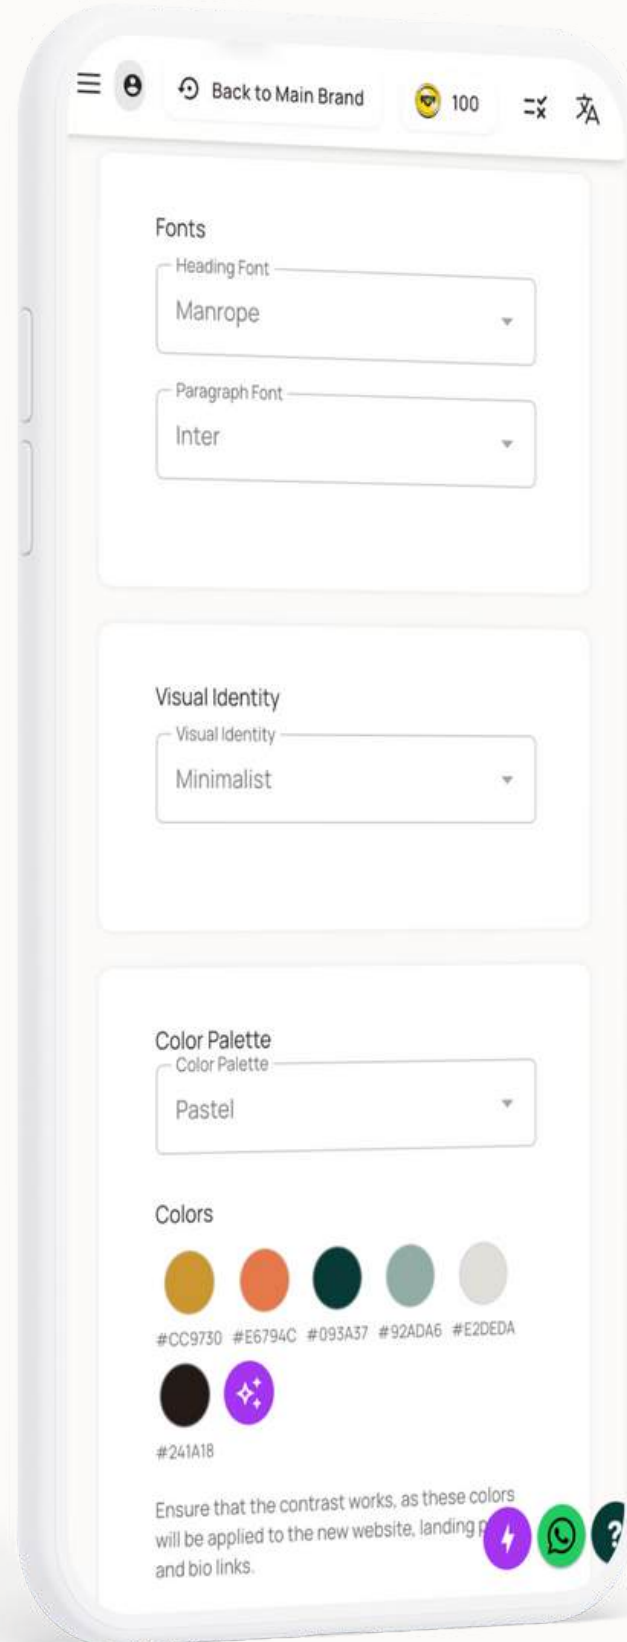 Back to Main Brand
100
Fonts
Heading Font
Manrope
Paragraph Font
Inter
Visual Identity
Visual Identity
Minimalist
Color Palette
Color Palette
Pastel
Colors
#CC9730 #E6794C #093A37 #92ADA6 #E2DEDA
#241A18
Ensure that the contrast works, as these colors
will be applied to the new website, landing p
and bio links.
?